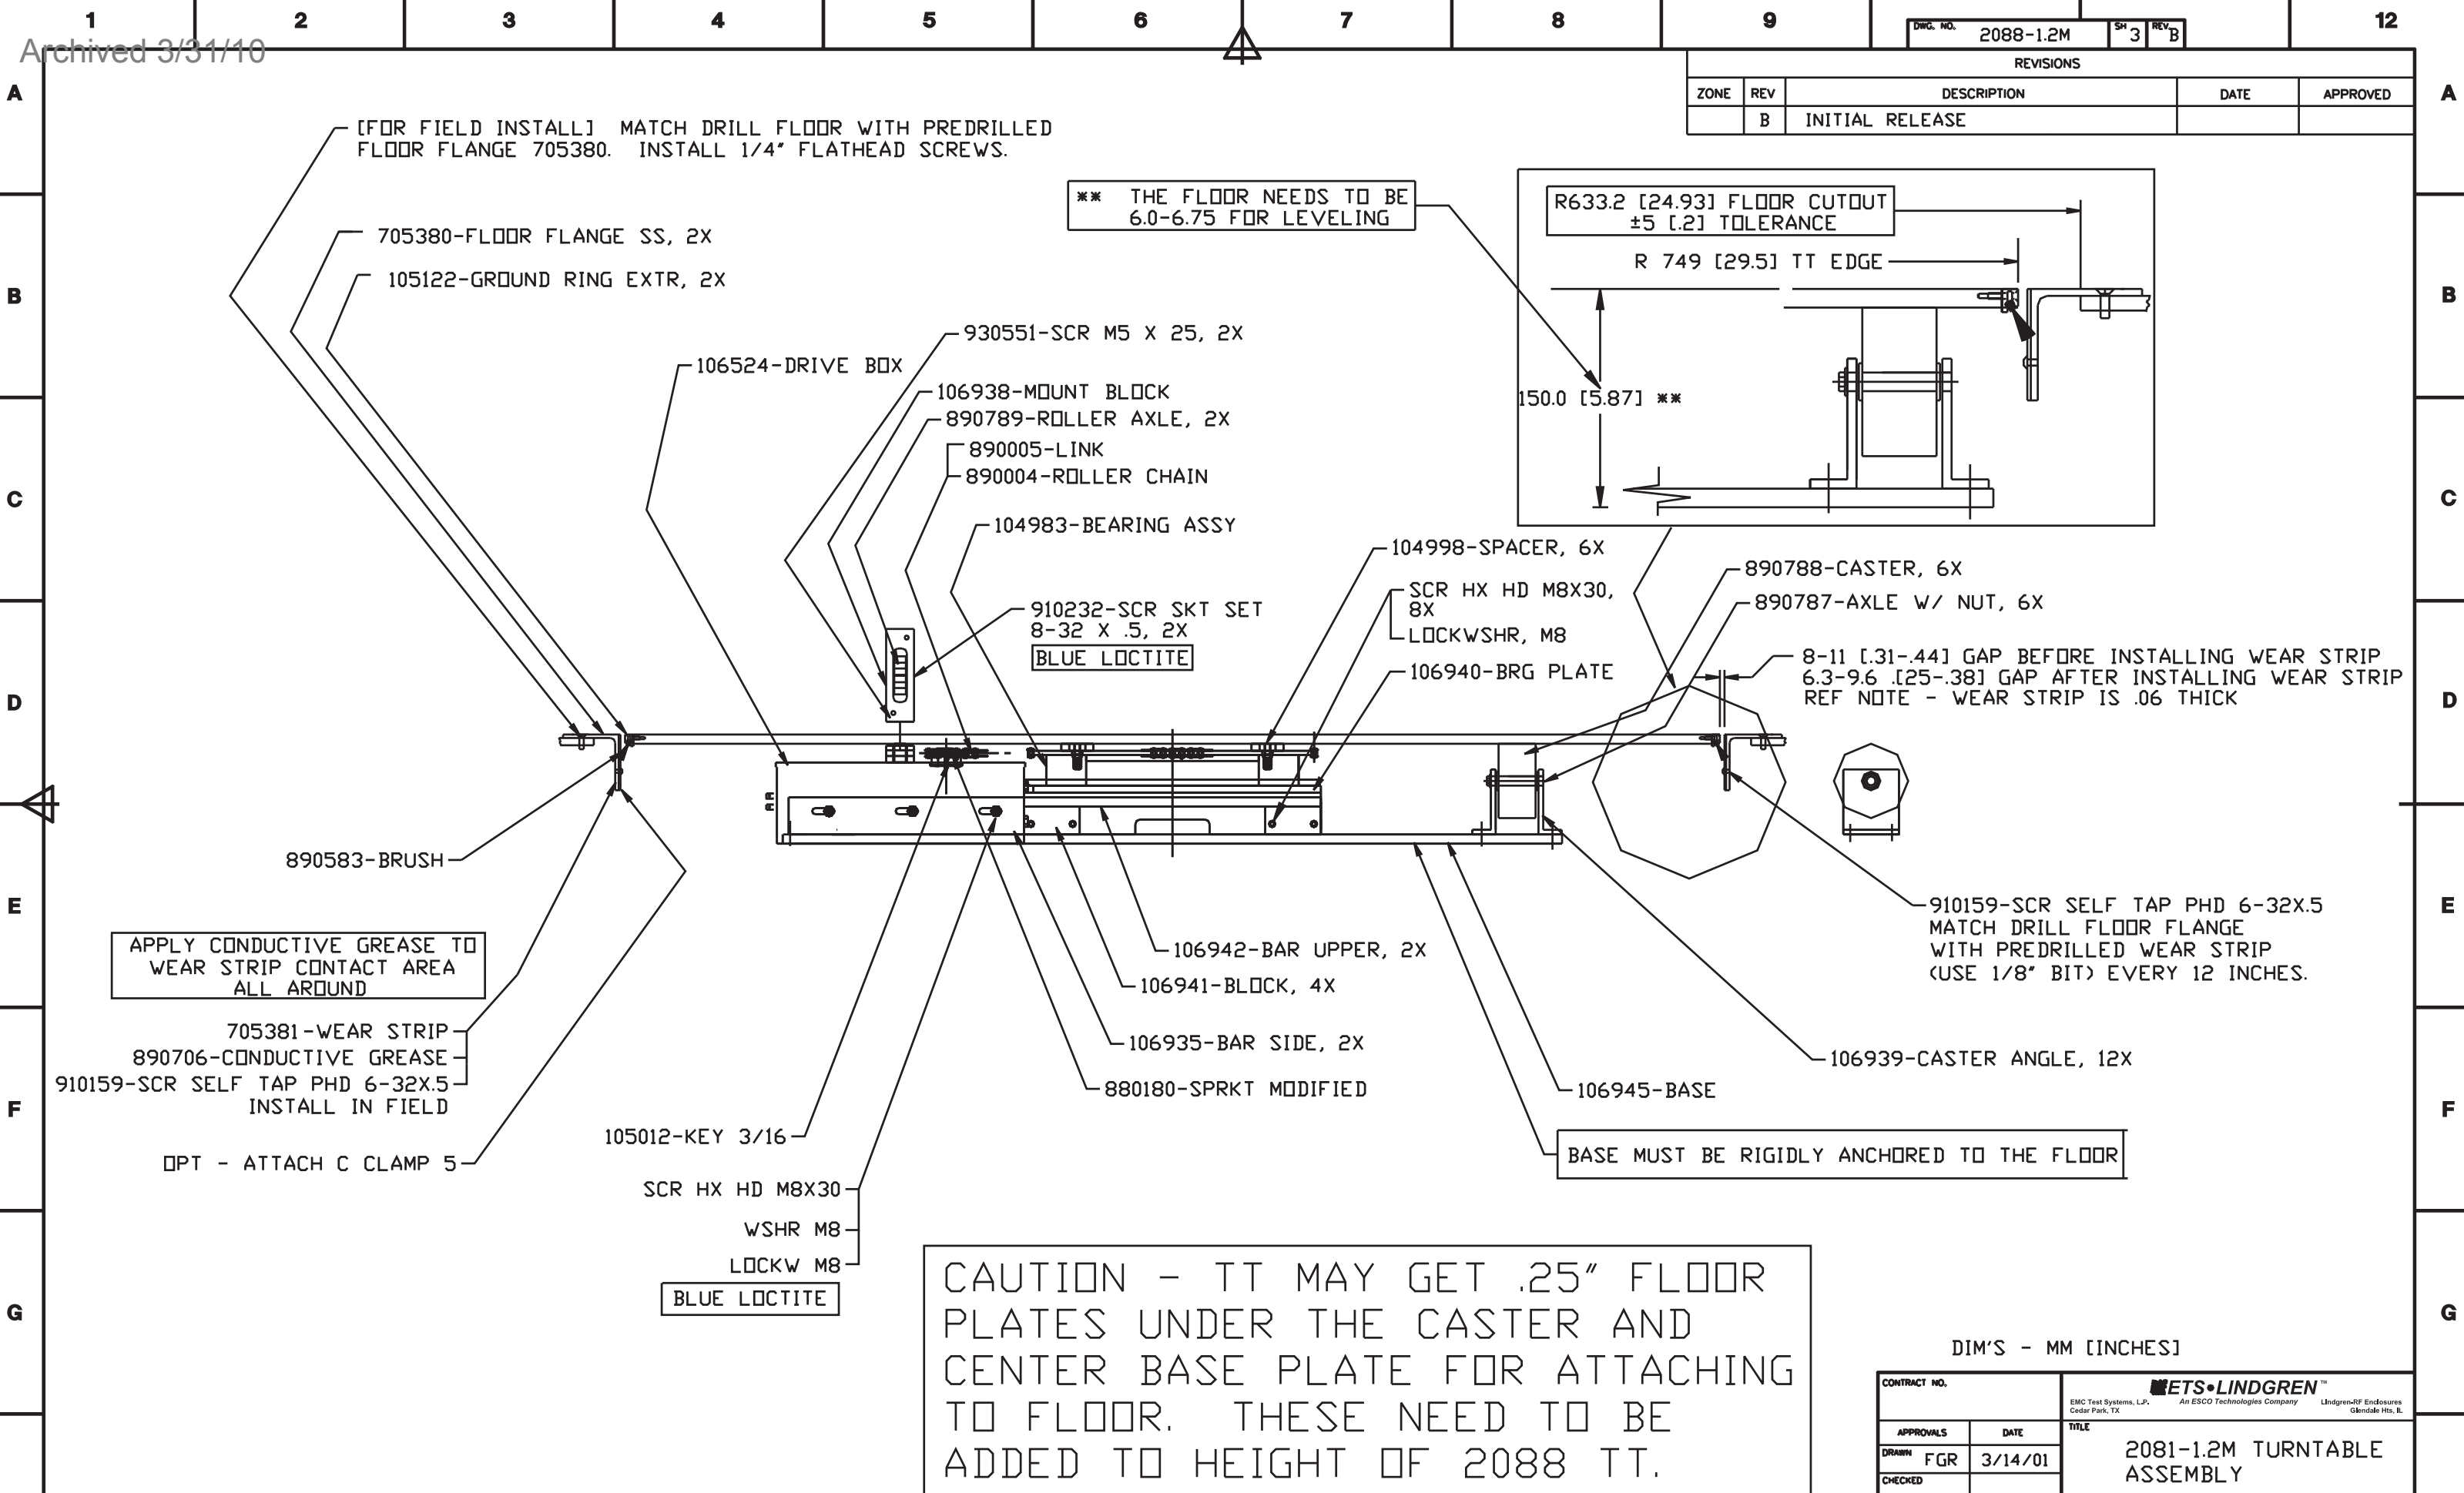 1 2 3 4 5 6 7 8 9 12
Archived 3/31/10
DWG. NO. 2088-1.2M SH 3 REV. B
REVISIONS
ZONE REV DESCRIPTION DATE APPROVED
B INITIAL RELEASE
A A
[FOR FIELD INSTALL] MATCH DRILL FLOOR WITH PREDRILLED
FLOOR FLANGE 705380. INSTALL 1/4" FLATHEAD SCREWS.
** THE FLOOR NEEDS TO BE
6.0-6.75 FOR LEVELING
R633.2 [24.93] FLOOR CUTOUT
±5 [.2] TOLERANCE
R 749 [29.5] TT EDGE
150.0 [5.87] **
705380-FLOOR FLANGE SS, 2X
105122-GROUND RING EXTR, 2X
B B
930551-SCR M5 X 25, 2X
106524-DRIVE BOX
106938-MOUNT BLOCK
890789-ROLLER AXLE, 2X
890005-LINK
890004-ROLLER CHAIN
C C
104983-BEARING ASSY
104998-SPACER, 6X
890788-CASTER, 6X
890787-AXLE W/ NUT, 6X
SCR HX HD M8X30,
8X
LOCKWSHR, M8
910232-SCR SKT SET
8-32 X .5, 2X
BLUE LOCTITE
106940-BRG PLATE
8-11 [.31-.44] GAP BEFORE INSTALLING WEAR STRIP
6.3-9.6 .[25-.38] GAP AFTER INSTALLING WEAR STRIP
REF NOTE - WEAR STRIP IS .06 THICK
D D
890583-BRUSH
E E
APPLY CONDUCTIVE GREASE TO
WEAR STRIP CONTACT AREA
ALL AROUND
910159-SCR SELF TAP PHD 6-32X.5
MATCH DRILL FLOOR FLANGE
WITH PREDRILLED WEAR STRIP
(USE 1/8" BIT) EVERY 12 INCHES.
106942-BAR UPPER, 2X
106941-BLOCK, 4X
705381-WEAR STRIP
890706-CONDUCTIVE GREASE
910159-SCR SELF TAP PHD 6-32X.5
INSTALL IN FIELD
106935-BAR SIDE, 2X
880180-SPRKT MODIFIED
106939-CASTER ANGLE, 12X
106945-BASE
F F
105012-KEY 3/16
OPT - ATTACH C CLAMP 5
BASE MUST BE RIGIDLY ANCHORED TO THE FLOOR
SCR HX HD M8X30
WSHR M8
LOCKW M8
BLUE LOCTITE
G G
CAUTION - TT MAY GET .25" FLOOR
PLATES UNDER THE CASTER AND
CENTER BASE PLATE FOR ATTACHING
TO FLOOR. THESE NEED TO BE
ADDED TO HEIGHT OF 2088 TT.
DIM'S - MM [INCHES]
CONTRACT NO.
ETS•LINDGREN™
An ESCO Technologies Company
EMC Test Systems, L.P.
Cedar Park, TX
Lindgren-RF Enclosures
Glendale Hts, IL
APPROVALS DATE
DRAWN FGR 3/14/01
CHECKED
TITLE
2081-1.2M TURNTABLE
ASSEMBLY